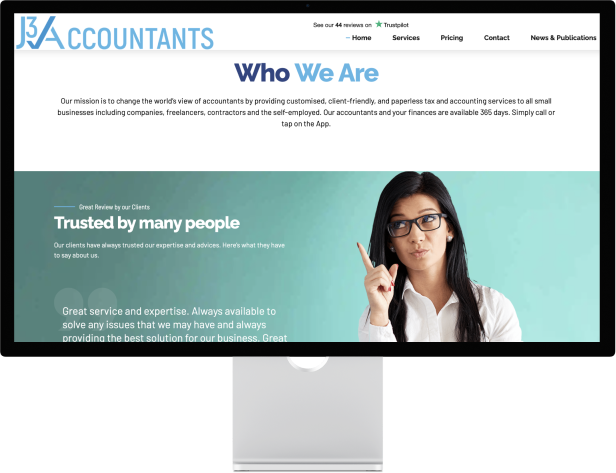 J3Accountants
See our 44 reviews on ★ Trustpilot
– Home Services Pricing Contact News & Publications
Who We Are
Our mission is to change the world's view of accountants by providing customised, client-friendly, and paperless tax and accounting services to all small
businesses including companies, freelancers, contractors and the self-employed. Our accountants and your finances are available 365 days. Simply call or
tap on the App.
Great Review by our Clients
Trusted by many people
Our clients have always trusted our expertise and advices. Here's what they have
to say about us.
Great service and expertise. Always available to
solve any issues that we may have and always
providing the best solution for our business. Great